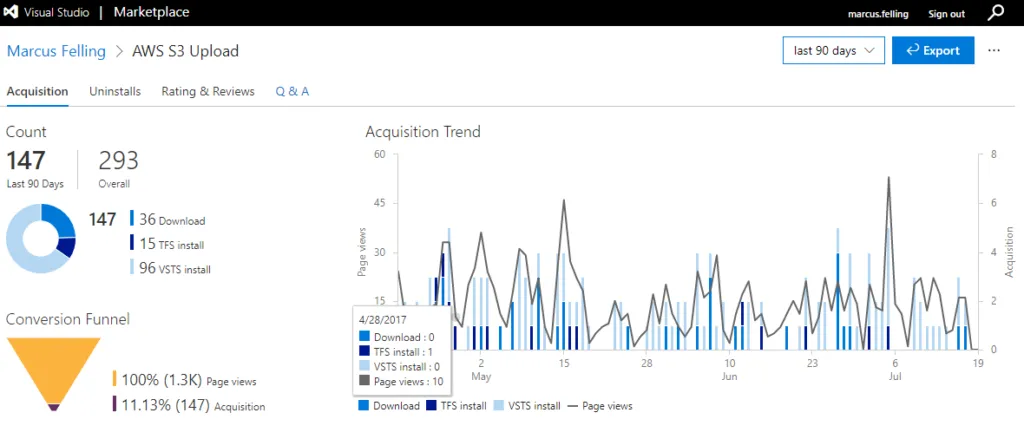 Visual Studio | Marketplace
marcus.felling
Sign out
Marcus Felling > AWS S3 Upload
last 90 days
Export
...
Acquisition
Uninstalls
Rating & Reviews
Q & A
Count
147
293
Last 90 Days
Overall
147
36 Download
15 TFS install
96 VSTS install
Conversion Funnel
100% (1.3K) Page views
11.13% (147) Acquisition
Acquisition Trend
60
45
30
15
Page views
8
6
4
2
0
Acquisition
2
15
28
10
23
6
19
May
Jun
Jul
4/28/2017
Download : 0
TFS install : 1
VSTS install : 0
Page views : 10
Download
TFS install
VSTS install
Page views